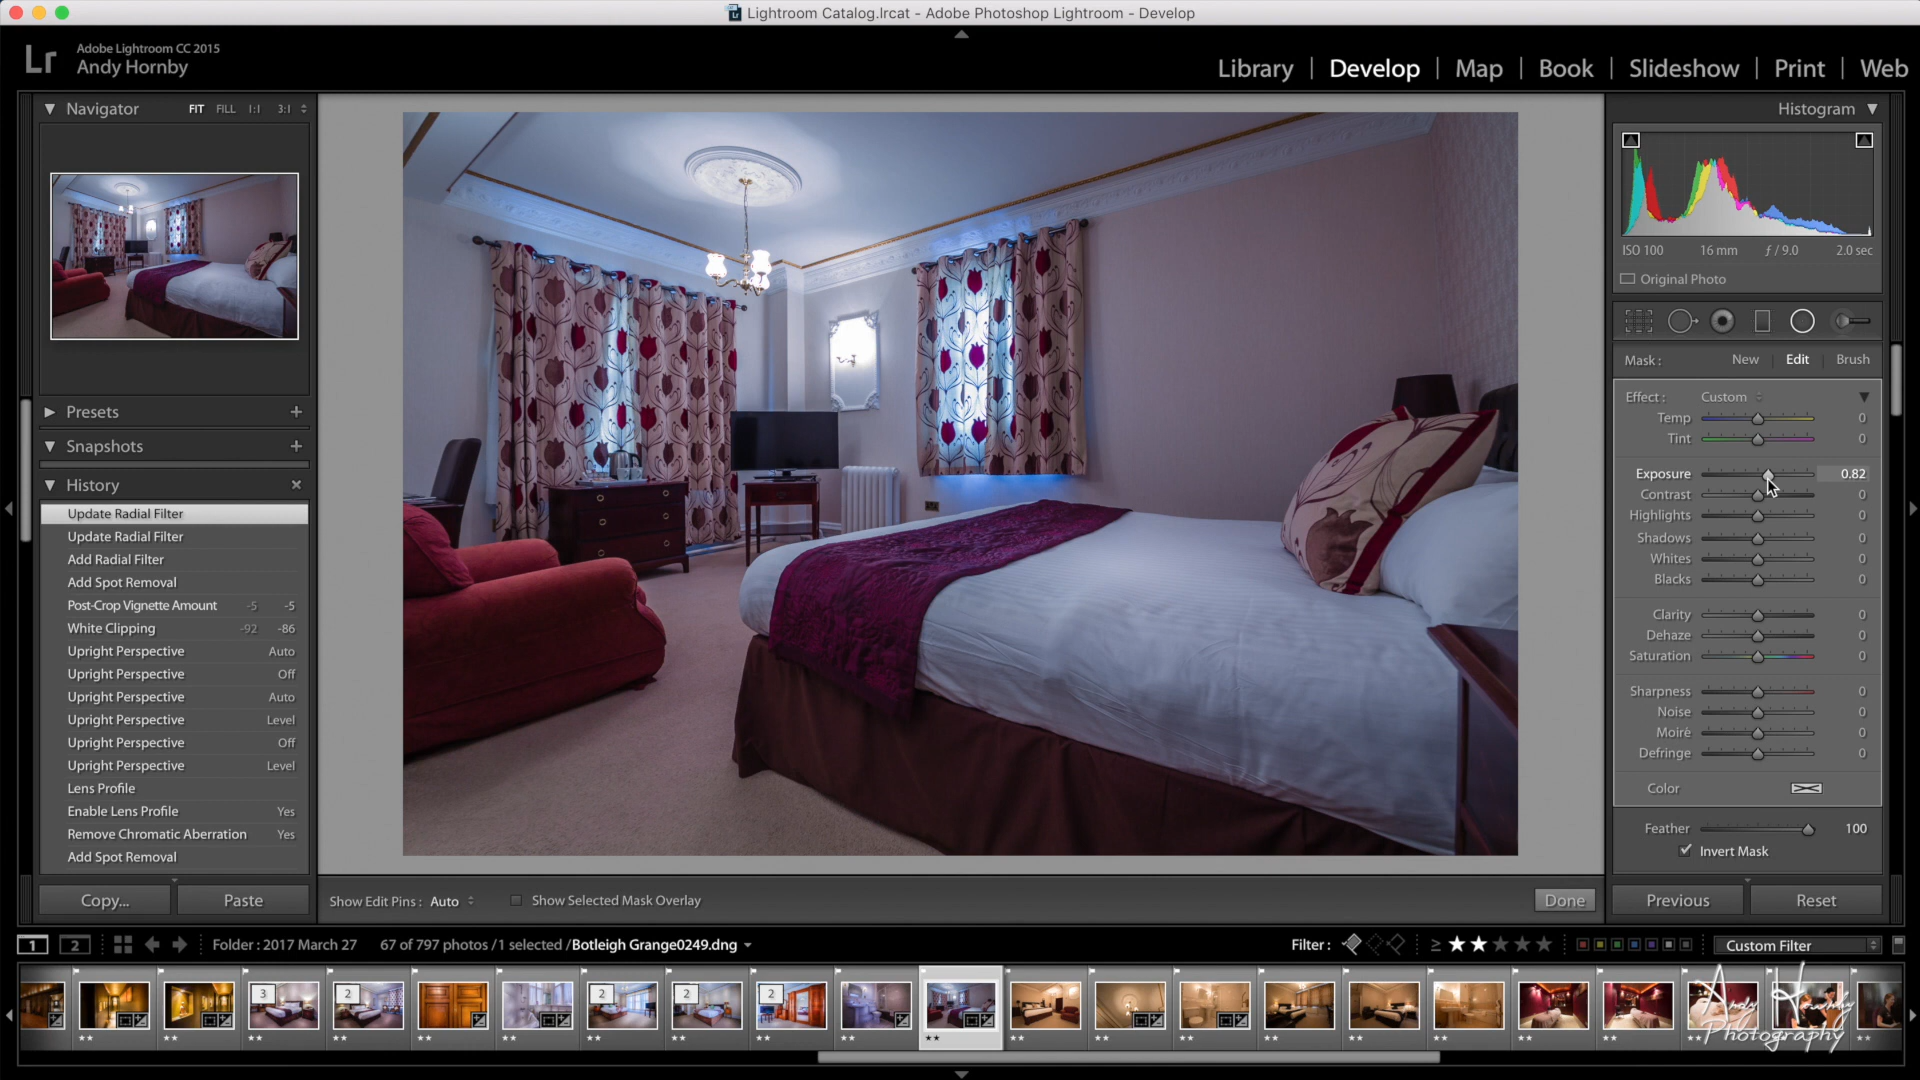 Lightroom Catalog.lrcat - Adobe Photoshop Lightroom - Develop
Lr
Adobe Lightroom CC 2015
Andy Hornby
Library | Develop | Map | Book | Slideshow | Print | Web
Navigator FIT FILL 1:1 3:1
Presets
Snapshots
History
Update Radial Filter
Update Radial Filter
Add Radial Filter
Add Spot Removal
Post-Crop Vignette Amount -5 -5
White Clipping -92 -86
Upright Perspective Auto
Upright Perspective Off
Upright Perspective Auto
Upright Perspective Level
Upright Perspective Off
Upright Perspective Level
Lens Profile
Enable Lens Profile Yes
Remove Chromatic Aberration Yes
Add Spot Removal
Copy... Paste
Show Edit Pins : Auto Show Selected Mask Overlay Done
Histogram
ISO 100 16 mm ƒ / 9.0 2.0 sec
Original Photo
Mask : New Edit Brush
Effect : Custom
Temp 0
Tint 0
Exposure 0.82
Contrast 0
Highlights 0
Shadows 0
Whites 0
Blacks 0
Clarity 0
Dehaze 0
Saturation 0
Sharpness 0
Noise 0
Moiré 0
Defringe 0
Color
Feather 100
Invert Mask
Previous Reset
1 2 Folder : 2017 March 27 67 of 797 photos / 1 selected / Botleigh Grange0249.dng Filter : ≥ Custom Filter
3 2 2 2 2
Andy Hornby
Photography